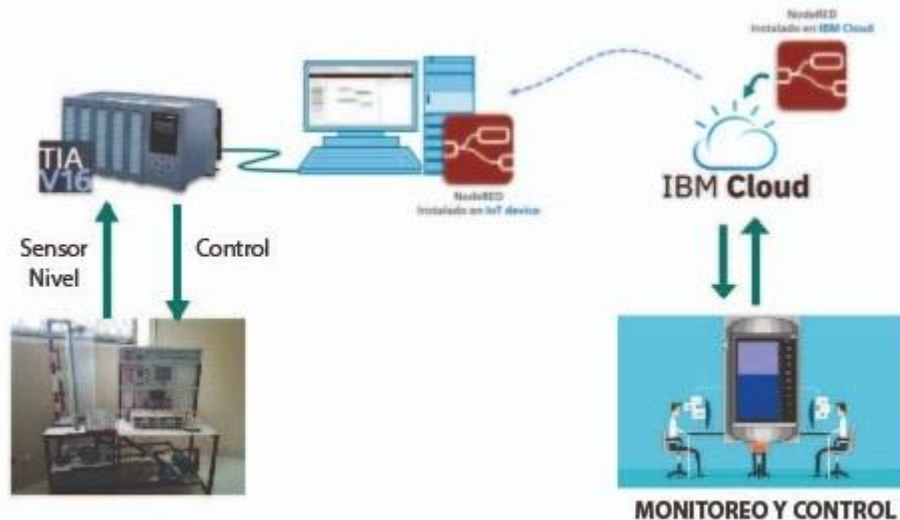 NodeRED
Instalado en IBM Cloud
TIA
V16
NodeRED
Instalado en IoT device
IBM Cloud
Sensor
Nivel
Control
MONITOREO Y CONTROL